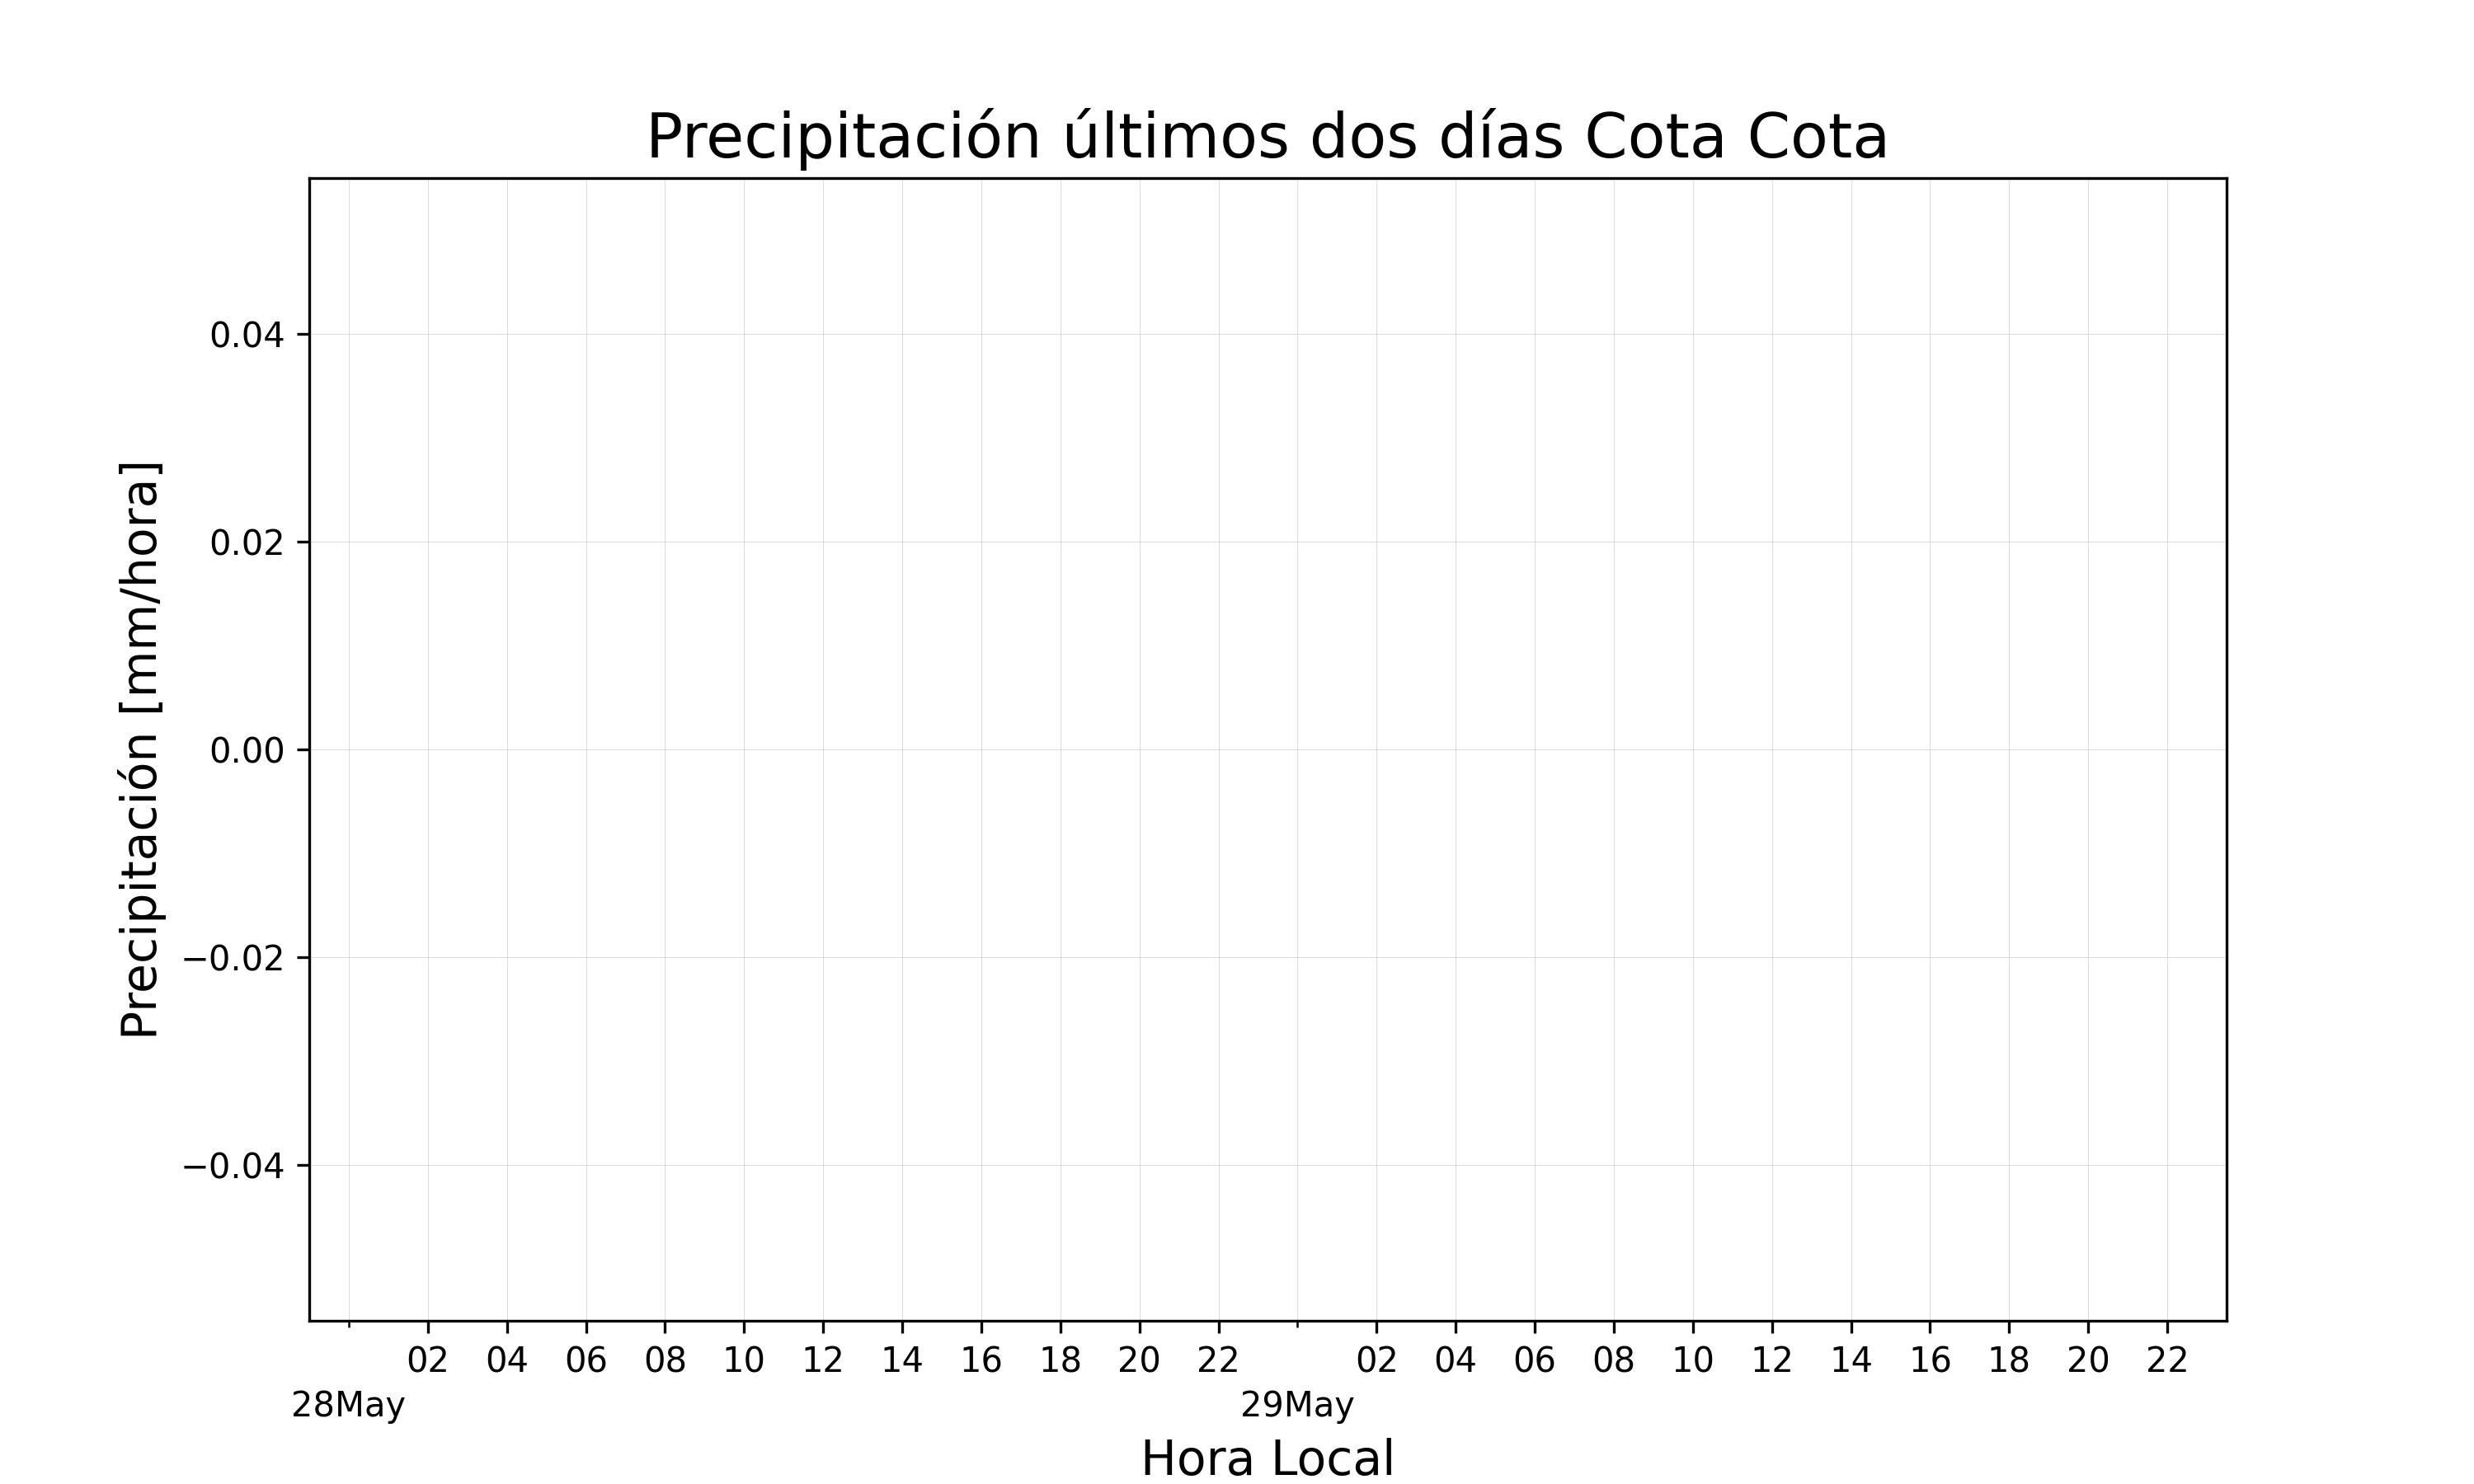 Precipitación últimos dos días Cota Cota
Precipitación [mm/hora]
0.04
0.02
0.00
−0.02
−0.04
02 04 06 08 10 12 14 16 18 20 22 02 04 06 08 10 12 14 16 18 20 22
28May 29May
Hora Local